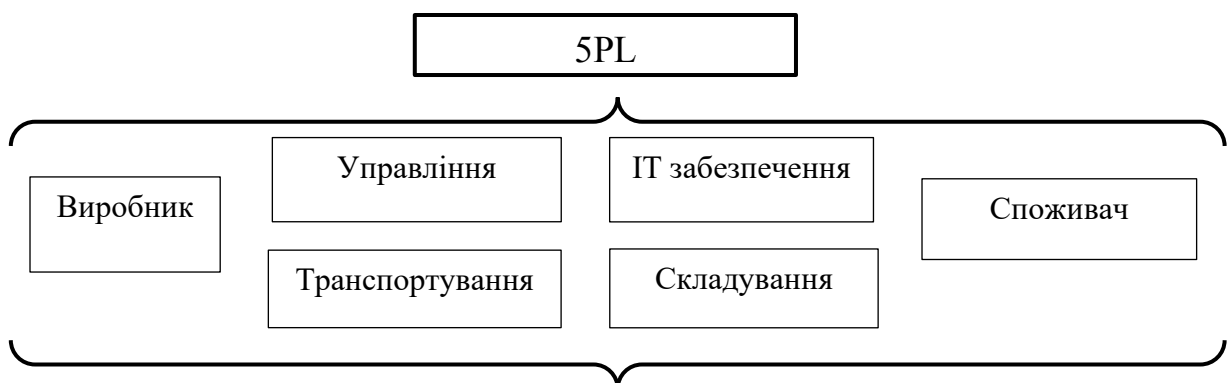 5PL
Управління
ІТ забезпечення
Виробник
Споживач
Транспортування
Складування